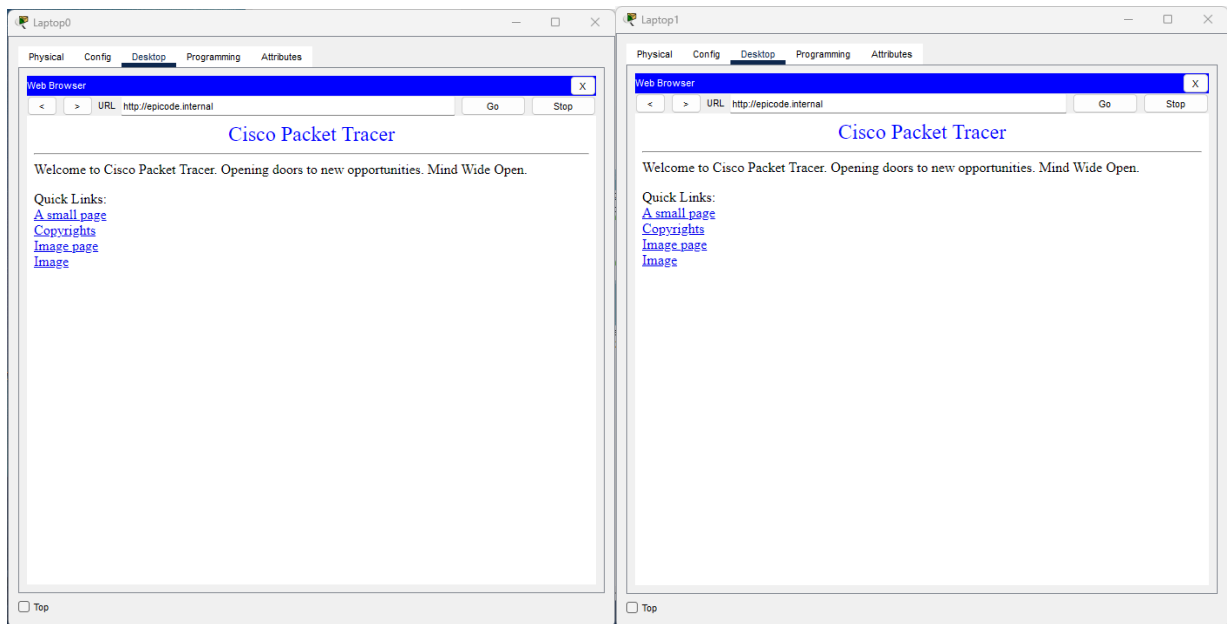 Laptop0
Physical Config Desktop Programming Attributes
Web Browser X
< > URL http://epicode.internal Go Stop
Cisco Packet Tracer
Welcome to Cisco Packet Tracer. Opening doors to new opportunities. Mind Wide Open.
Quick Links:
A small page
Copyrights
Image page
Image
Top
Laptop1
Physical Config Desktop Programming Attributes
Web Browser X
< > URL http://epicode.internal Go Stop
Cisco Packet Tracer
Welcome to Cisco Packet Tracer. Opening doors to new opportunities. Mind Wide Open.
Quick Links:
A small page
Copyrights
Image page
Image
Top